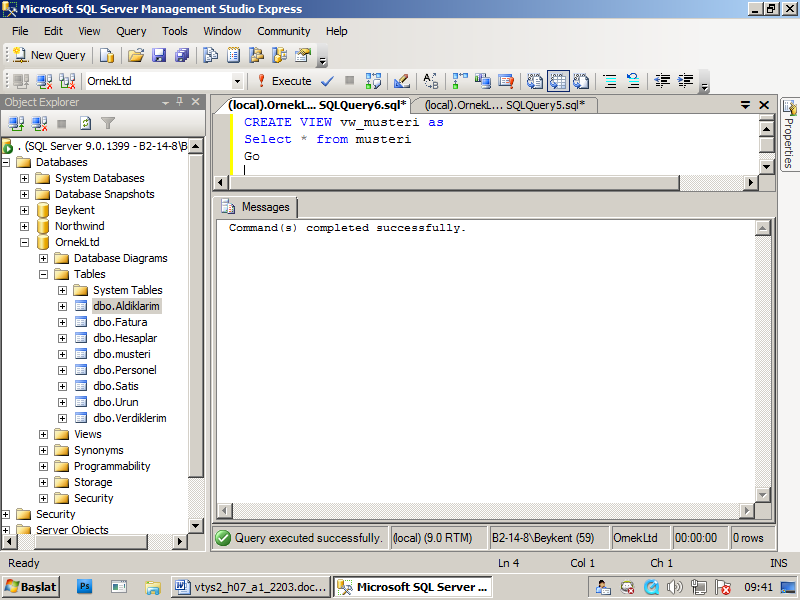 Microsoft SQL Server Management Studio Express
File Edit View Query Tools Window Community Help
New Query
OrnekLtd Execute
Object Explorer
. (SQL Server 9.0.1399 - B2-14-8\B
Databases
System Databases
Database Snapshots
Beykent
Northwind
OrnekLtd
Database Diagrams
Tables
System Tables
dbo.Aldiklarim
dbo.Fatura
dbo.Hesaplar
dbo.musteri
dbo.Personel
dbo.Satis
dbo.Urun
dbo.Verdiklerim
Views
Synonyms
Programmability
Storage
Security
Security
Server Objects
(local).OrnekL... SQLQuery6.sql* (local).OrnekL... SQLQuery5.sql*
CREATE VIEW vw_musteri as
Select * from musteri
Go
Messages
Command(s) completed successfully.
Properties
Query executed successfully. (local) (9.0 RTM) B2-14-8\Beykent (59) OrnekLtd 00:00:00 0 rows
Ready Ln 4 Col 1 Ch 1 INS
Başlat Ps vtys2_h07_a1_2203.doc... Microsoft SQL Server ... 09:41